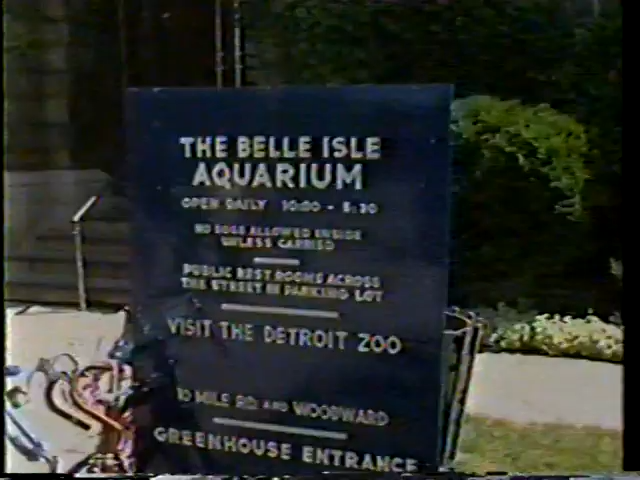 THE BELLE ISLE
AQUARIUM
OPEN DAILY 10:00 - 5:30
NO DOGS ALLOWED INSIDE
UNLESS CARRIED
PUBLIC REST ROOMS ACROSS
THE STREET IN PARKING LOT
VISIT THE DETROIT ZOO
10 MILE RD AND WOODWARD
GREENHOUSE ENTRANCE